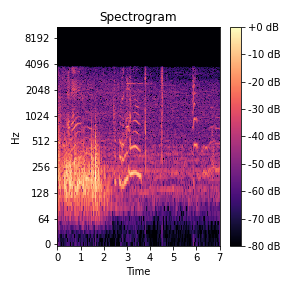 Spectrogram
+0 dB
8192
-10 dB
4096
2048
-20 dB
1024
-30 dB
Hz
512
-40 dB
256
-50 dB
128
-60 dB
64
-70 dB
0
-80 dB
0 1 2 3 4 5 6 7
Time